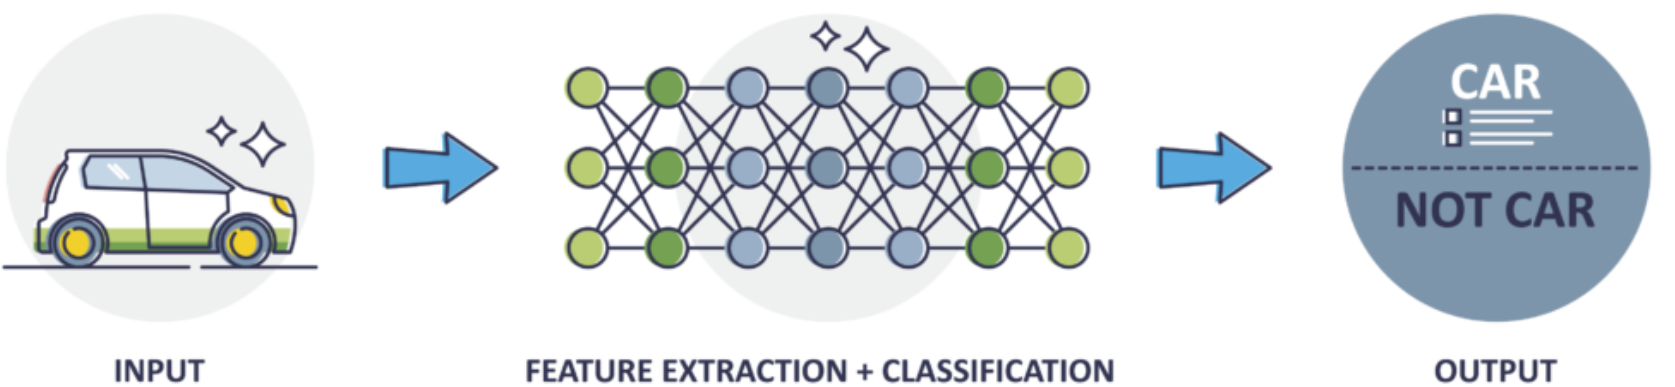 CAR
NOT CAR
INPUT
FEATURE EXTRACTION + CLASSIFICATION
OUTPUT